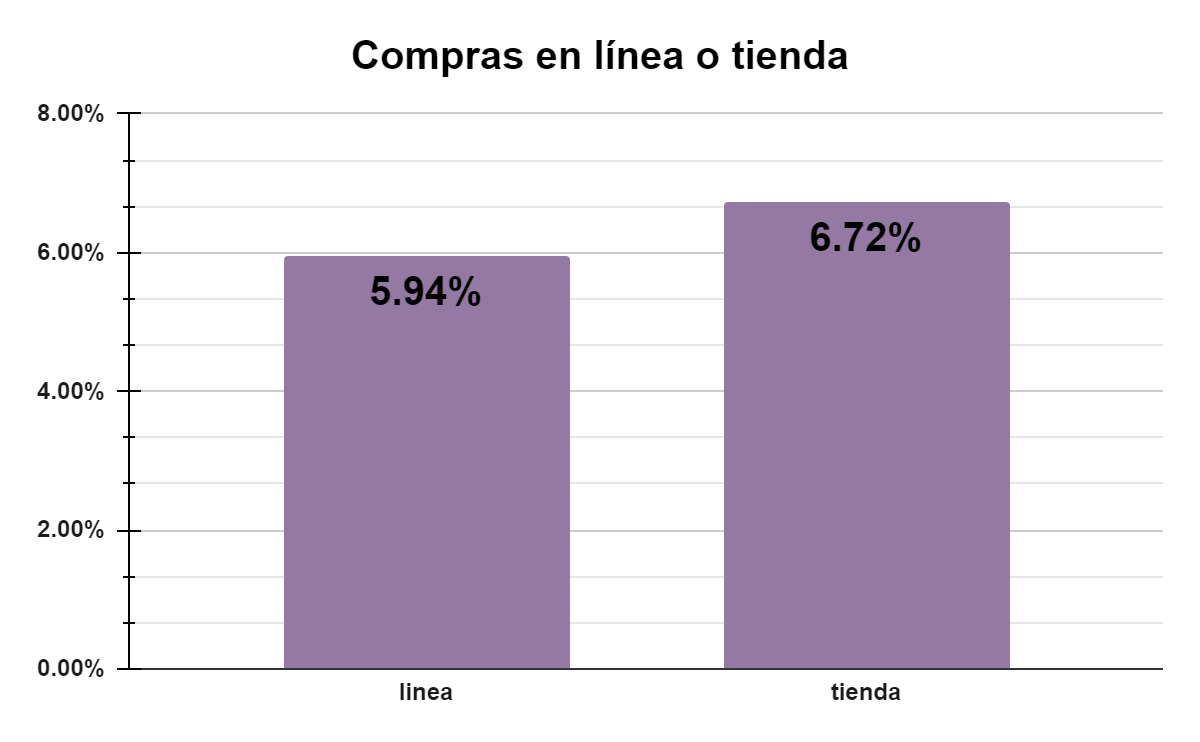 Compras en línea o tienda
8.00%
6.00%
4.00%
2.00%
0.00%
5.94%
6.72%
linea
tienda